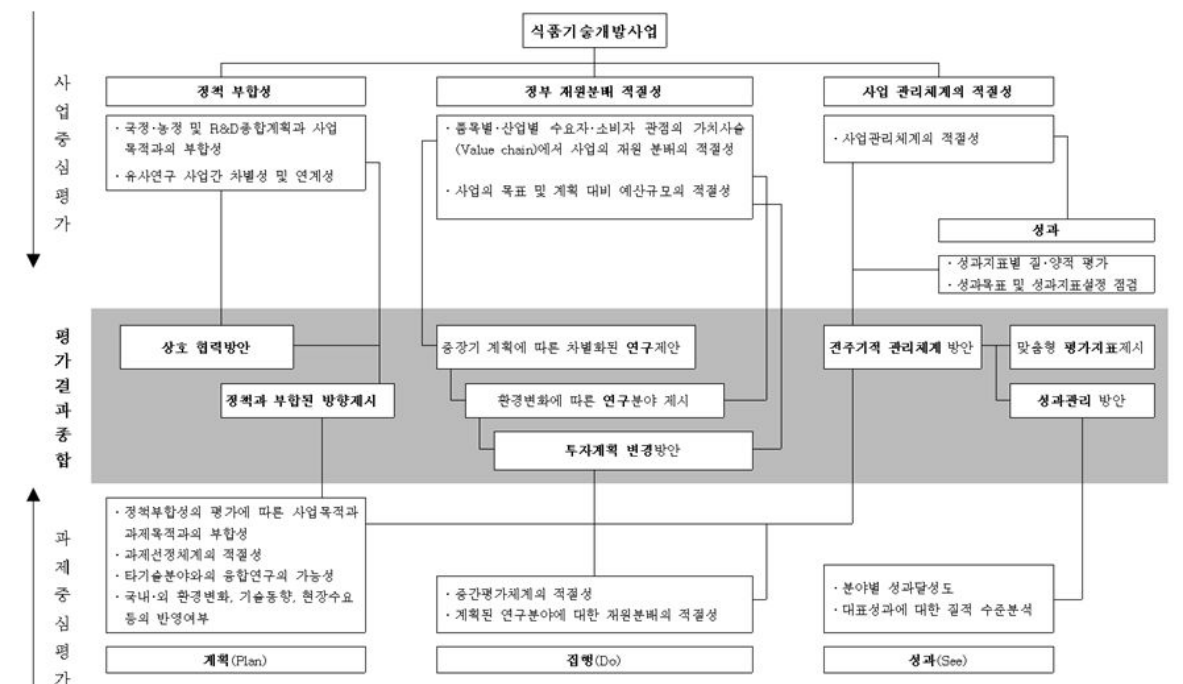 식품기술개발사업
사업중심평가
정책 부합성
정부 재원분배 적절성
사업 관리체계의 적절성
· 국정·농정 및 R&D종합계획과 사업
목적과의 부합성
· 유사연구 사업간 차별성 및 연계성
· 품목별·산업별 수요자·소비자 관점의 가치사슬
(Value chain)에서 사업의 재원 분배의 적절성
· 사업의 목표 및 계획 대비 예산규모의 적절성
· 사업관리체계의 적절성
성과
· 성과지표별 질·양적 평가
· 성과목표 및 성과지표설정 점검
평가결과종합
상호 협력방안
정책과 부합된 방향제시
중장기 계획에 따른 차별화된 연구제안
환경변화에 따른 연구분야 제시
투자계획 변경방안
전주기적 관리체계 방안
맞춤형 평가지표제시
성과관리 방안
과제중심평가
· 정책부합성의 평가에 따른 사업목적과
과제목적과의 부합성
· 과제선정체계의 적절성
· 타기술분야와의 융합연구의 가능성
· 국내·외 환경변화, 기술동향, 현장수요
등의 반영여부
· 중간평가체계의 적절성
· 계획된 연구분야에 대한 재원분배의 적절성
· 분야별 성과달성도
· 대표성과에 대한 질적 수준분석
계획(Plan)
집행(Do)
성과(See)